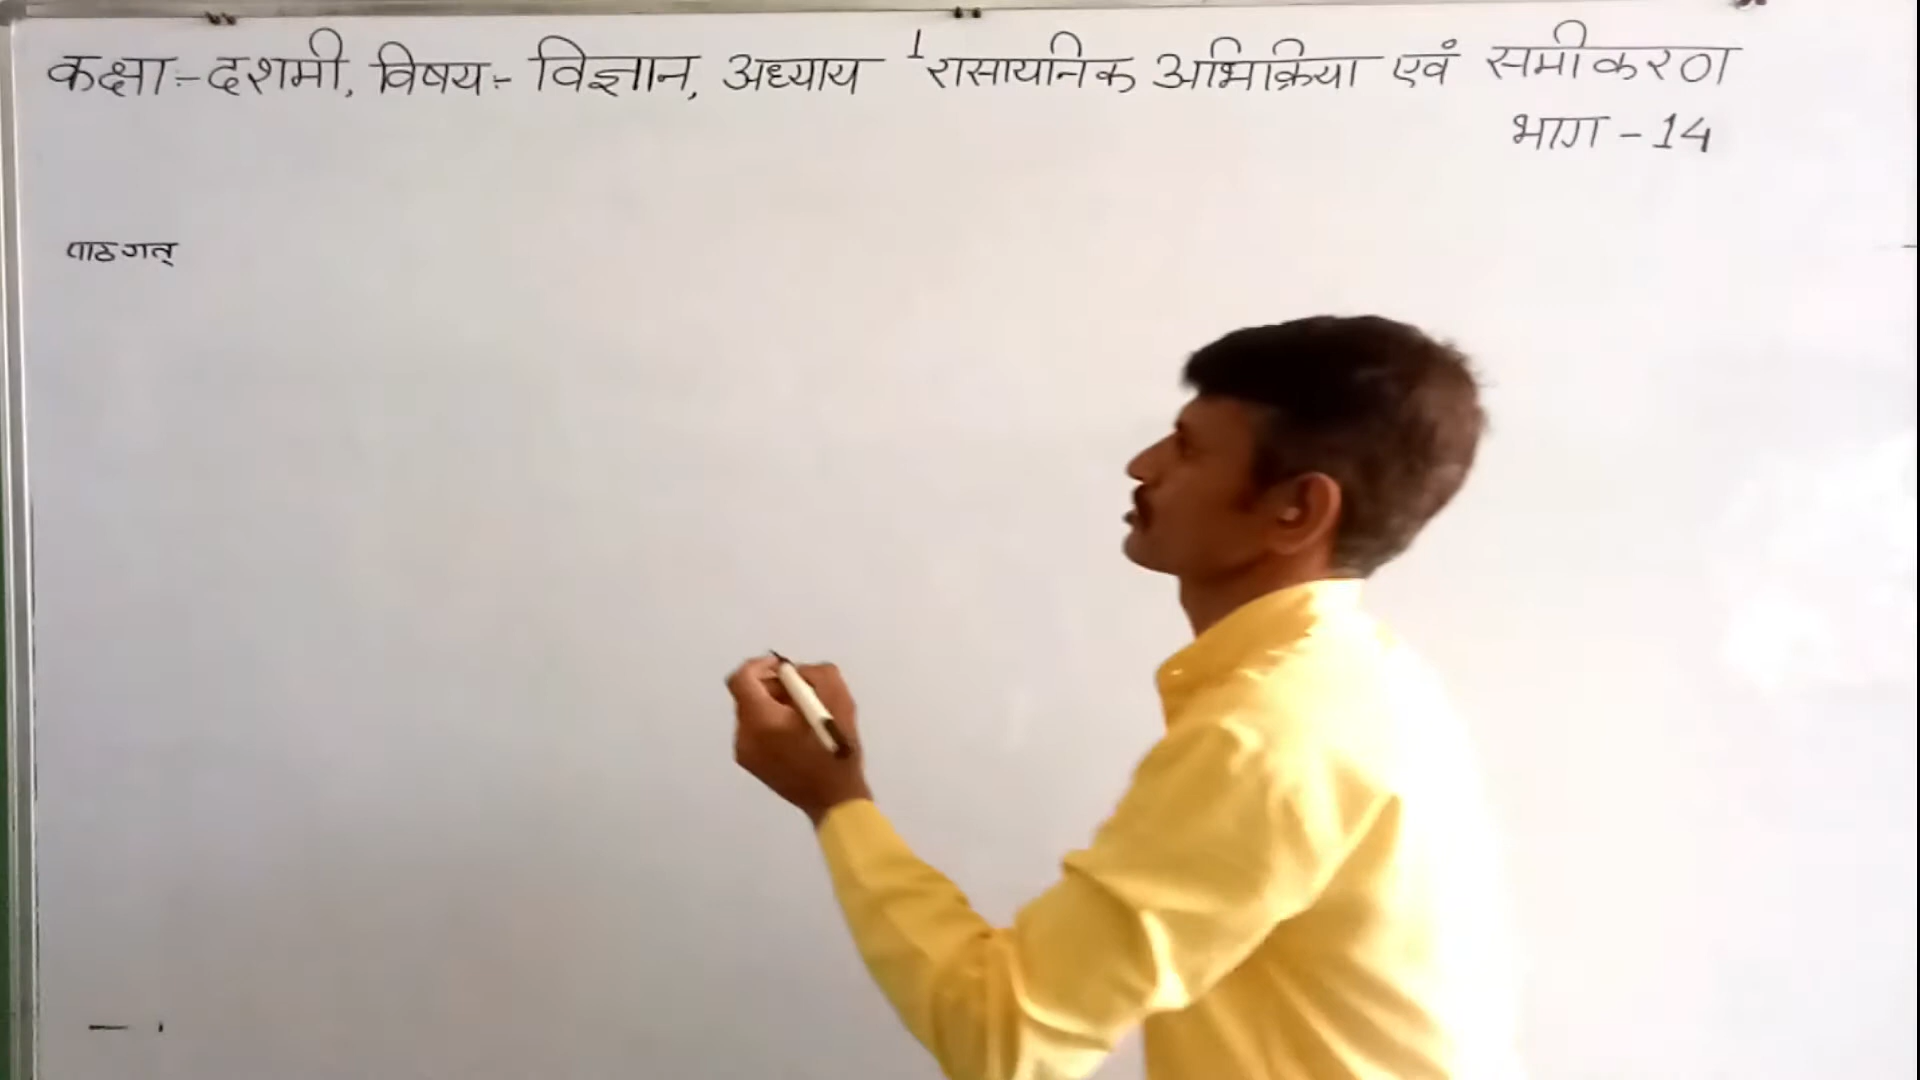 कक्षा:- दशमी, विषय:- विज्ञान, अध्याय 1 रासायनिक अभिक्रिया एवं समीकरण
भाग - 14
पाठगत्